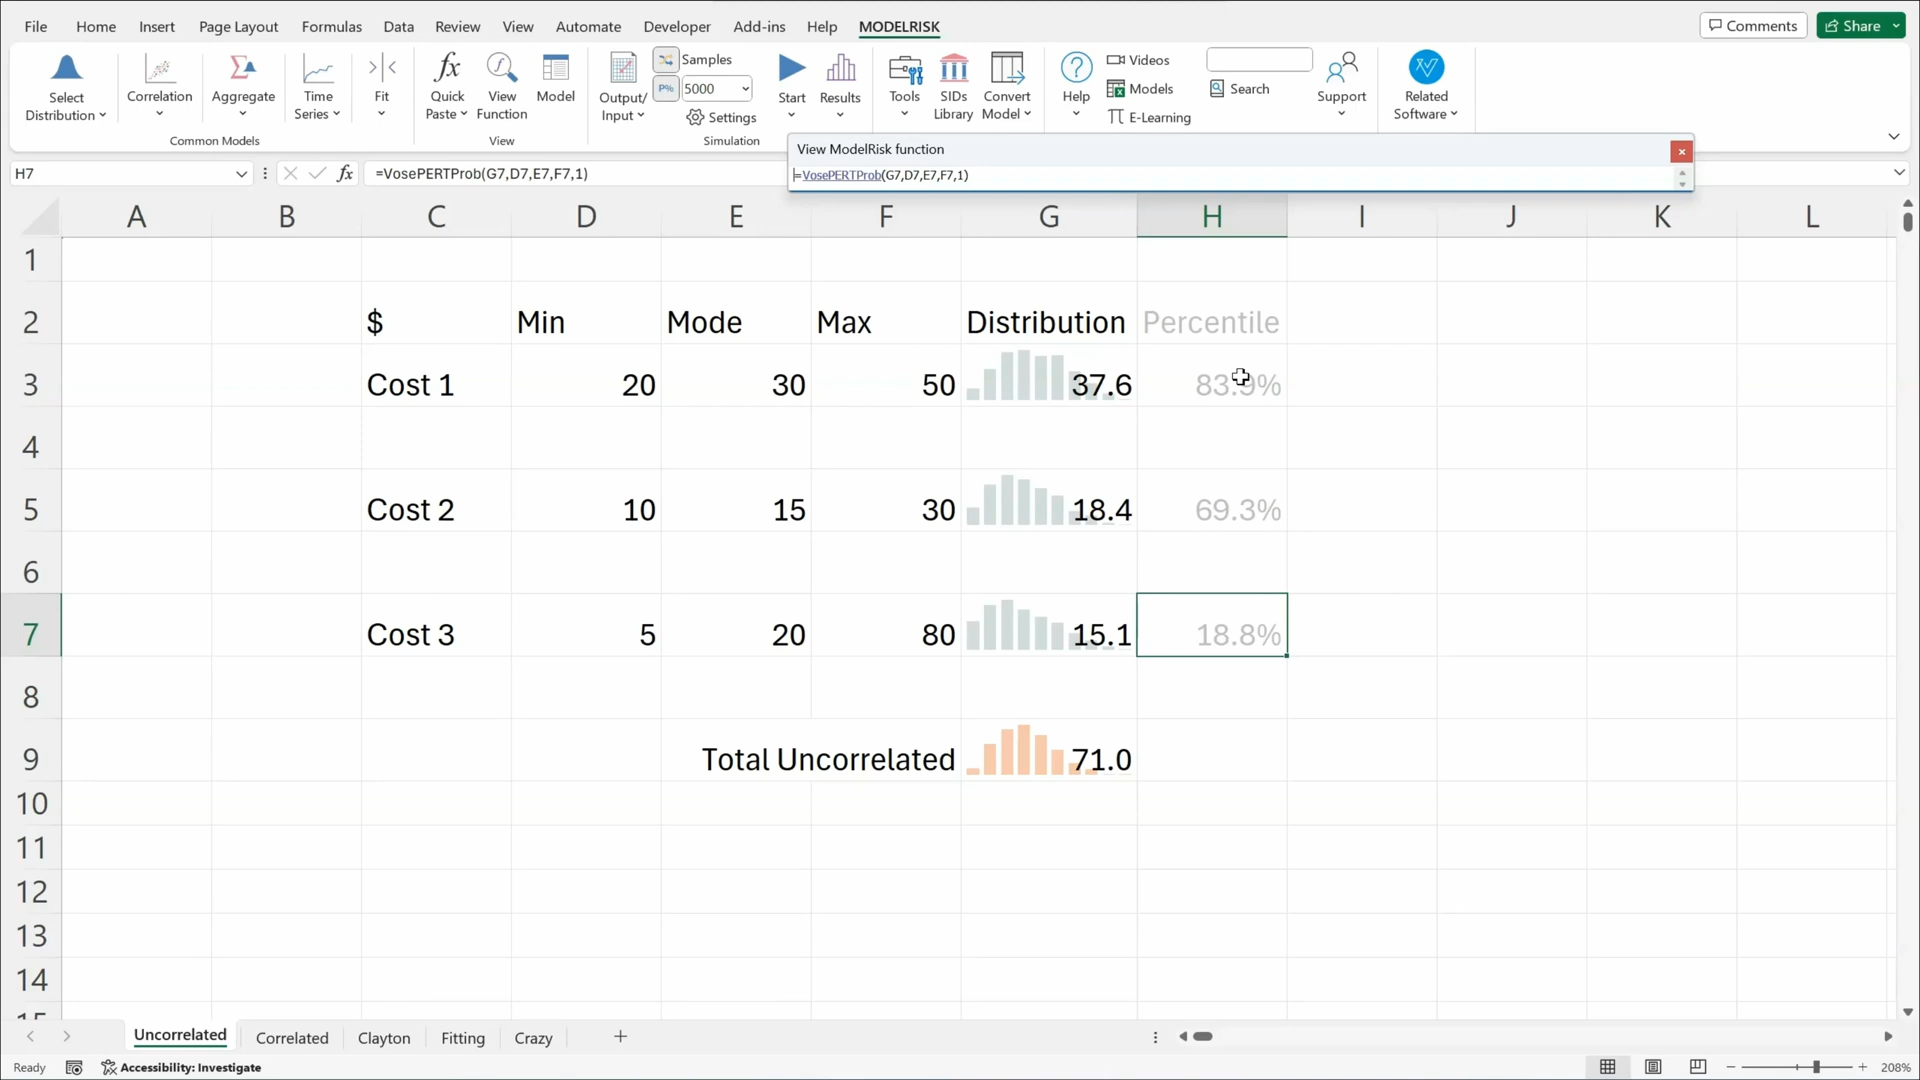 File Home Insert Page Layout Formulas Data Review View Automate Developer Add-ins Help MODELRISK Comments Share
Select Distribution
Correlation
Aggregate
Time Series
Fit
Common Models
Quick Paste
View Function
Model
View
Output/ Input
Samples
P% 5000
Settings
Simulation
Start
Results
Tools
SIDs Library
Convert Model
Help
Videos
Models
E-Learning
Search
Support
Related Software
View ModelRisk function
=VosePERTProb(G7,D7,E7,F7,1)
H7 fx =VosePERTProb(G7,D7,E7,F7,1)
A B C D E F G H I J K L
1
2 $ Min Mode Max Distribution Percentile
3 Cost 1 20 30 50 37.6 83.9%
4
5 Cost 2 10 15 30 18.4 69.3%
6
7 Cost 3 5 20 80 15.1 18.8%
8
9 Total Uncorrelated 71.0
10
11
12
13
14
15
Uncorrelated Correlated Clayton Fitting Crazy
Ready Accessibility: Investigate 208%